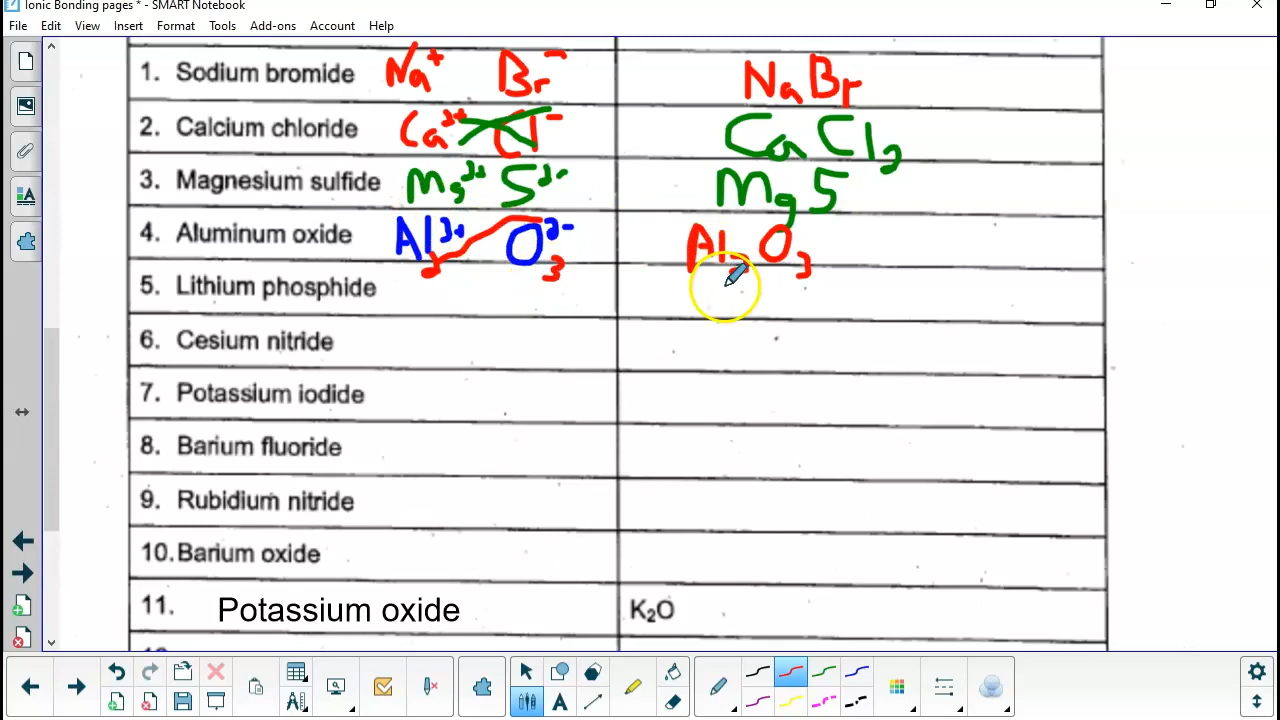 Ionic Bonding pages * - SMART Notebook
File Edit View Insert Format Tools Add-ons Account Help
1. Sodium bromide Na⁺ Br⁻ NaBr
2. Calcium chloride Ca²⁺ Cl⁻ CaCl₂
3. Magnesium sulfide Mg²⁺ S²⁻ MgS
4. Aluminum oxide Al³⁺ ₂ O²⁻ ₃ Al₂O₃
5. Lithium phosphide
6. Cesium nitride
7. Potassium iodide
8. Barium fluoride
9. Rubidium nitride
10. Barium oxide
11. Potassium oxide K₂O